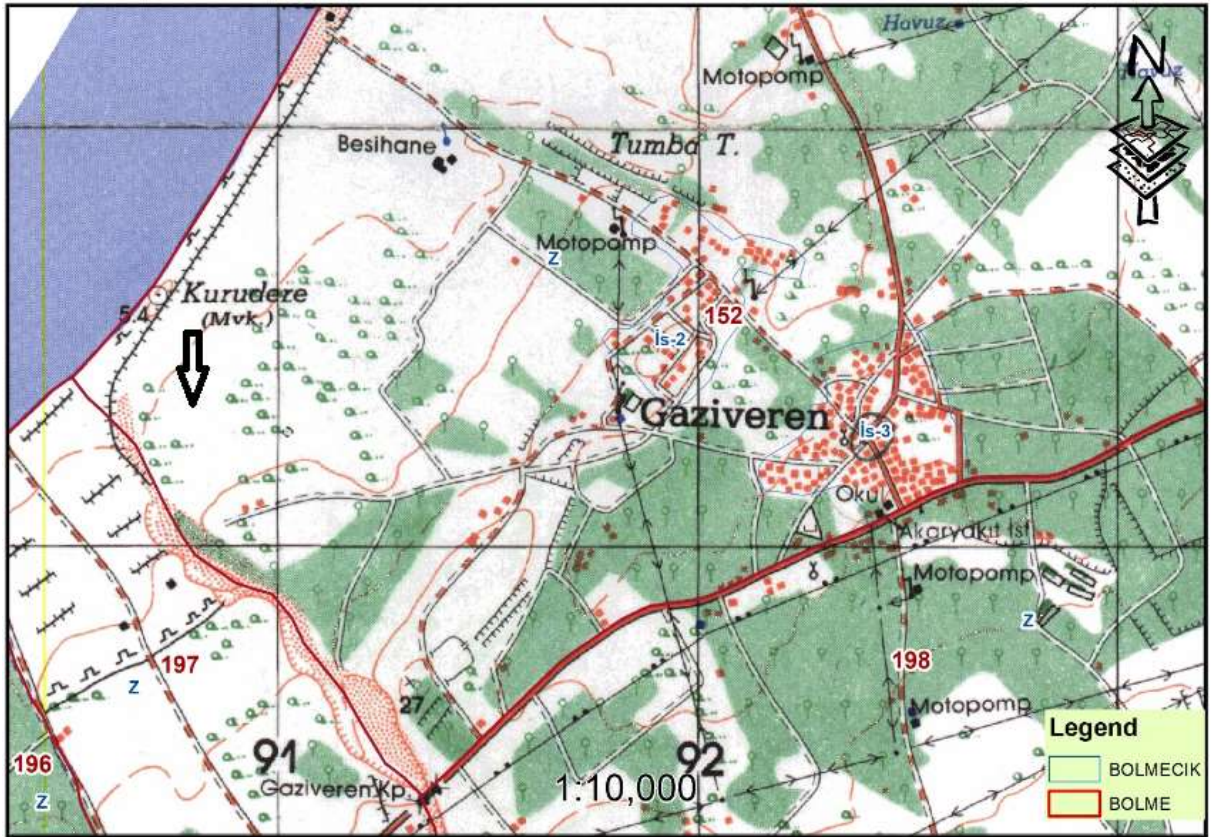 Havuz
N
Motopomp
Havuz
Besihane
Tumba T.
Motopomp
Z
Kurudere
5.4
(Mvk.)
152
İs-2
Gaziveren
İs-3
Okul
Akaryakıt İst
Motopomp
Z
197
Z
198
27
Motopomp
Legend
91
92
196
BOLMECIK
Gaziveren Kp.
1:10,000
Z
BOLME